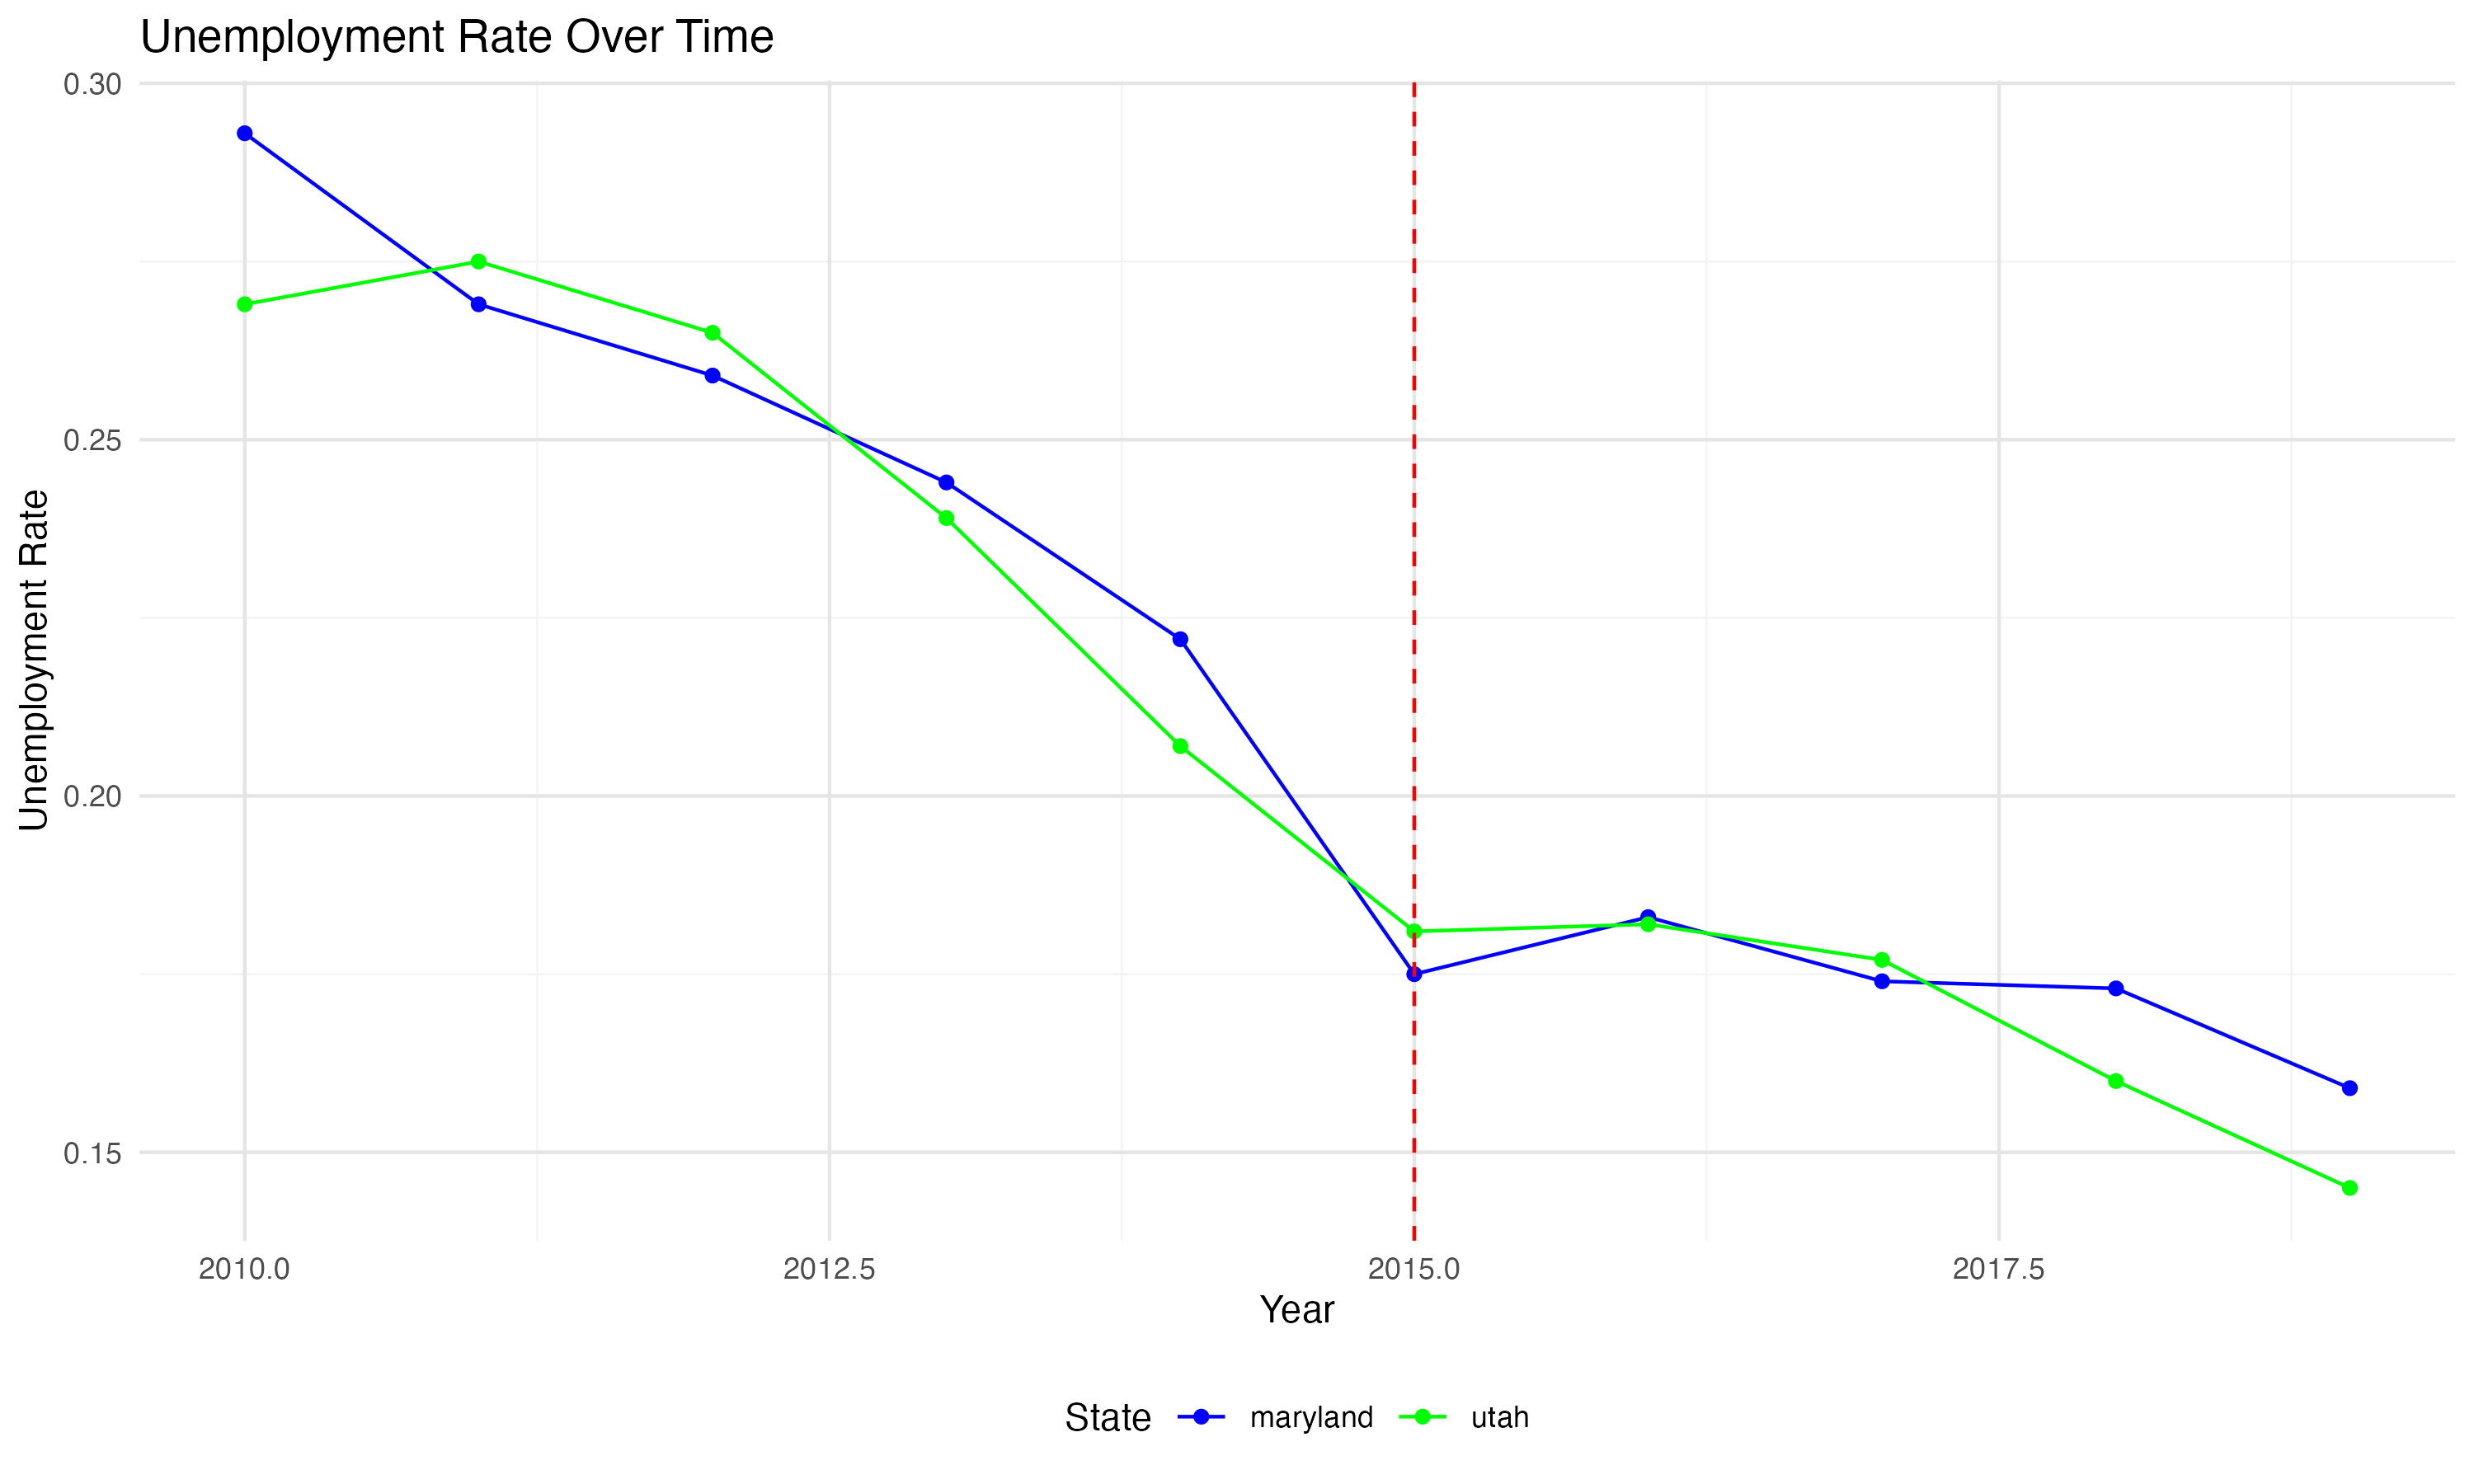 Unemployment Rate Over Time
Unemployment Rate
0.30
0.25
0.20
0.15
2010.0 2012.5 2015.0 2017.5
Year
State maryland utah